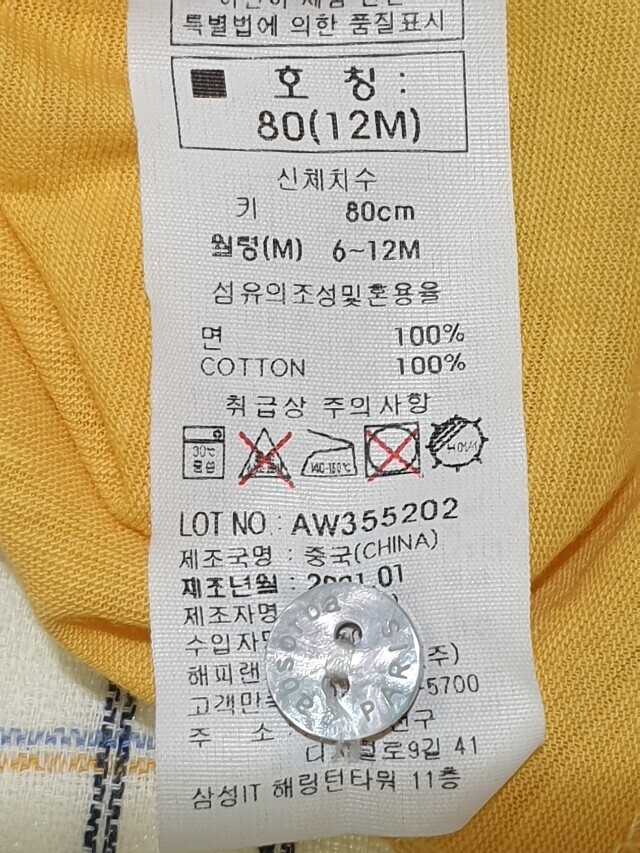 특별법에 의한 품질표시
호 칭 :
80(12M)
신체치수
키 80cm
월령(M) 6~12M
섬유의조성및혼용율
면 100%
COTTON 100%
취급상 주의사항
30℃
140-160℃
LOT NO. : AW355202
제조국명 : 중국(CHINA)
제조년월 : 2021.01
제조자명
수입자명
해피랜 (주)
고객만족 -5700
주 소 : 구
디지털로9길 41
삼성IT 해링턴타워 11층
absorba
PARIS